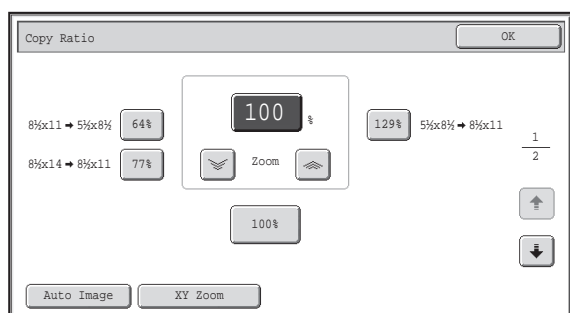 Copy Ratio OK
100 %
8½x11 ➞ 5½x8½ 64% 129% 5½x8½ ➞ 8½x11
8½x14 ➞ 8½x11 77% Zoom
1
2
100%
Auto Image XY Zoom